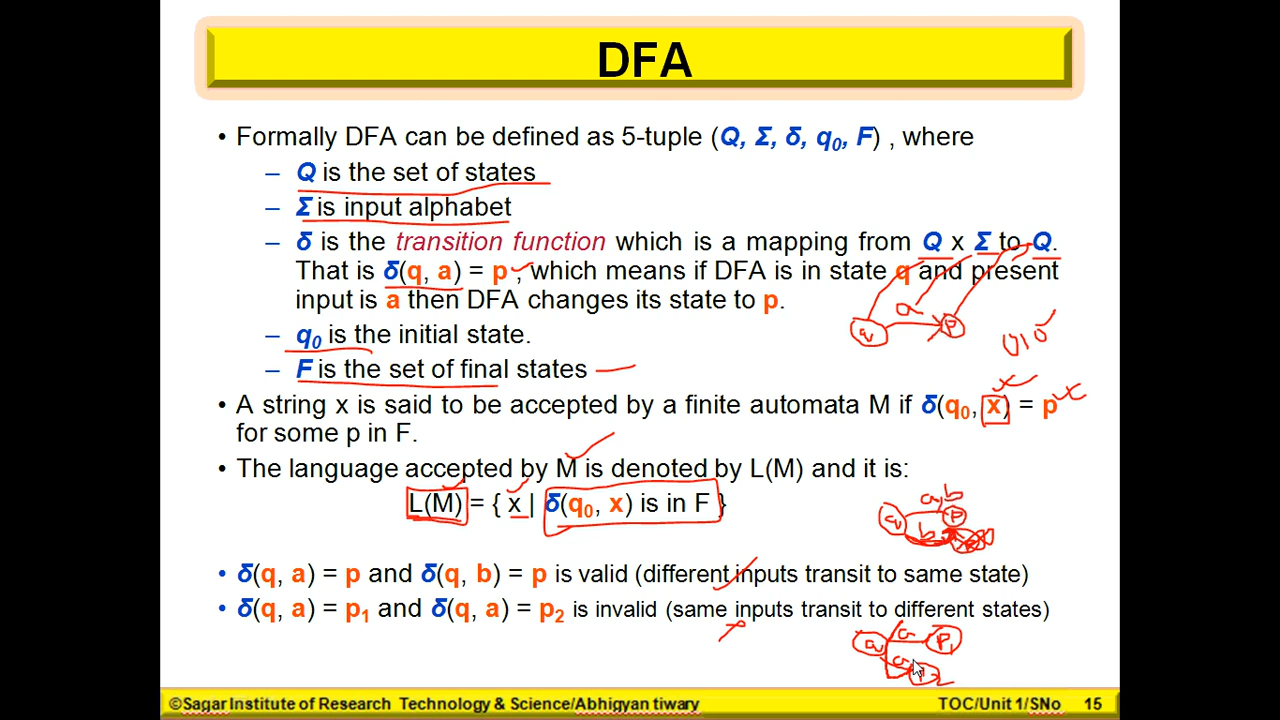 DFA
• Formally DFA can be defined as 5-tuple (Q, Σ, δ, q₀, F) , where
– Q is the set of states
– Σ is input alphabet
– δ is the transition function which is a mapping from Q x Σ to Q.
That is δ(q, a) = p , which means if DFA is in state q and present
input is a then DFA changes its state to p.
q a p
– q₀ is the initial state.
010
– F is the set of final states
• A string x is said to be accepted by a finite automata M if δ(q₀, x) = p
for some p in F.
• The language accepted by M is denoted by L(M) and it is:
L(M) = { x | δ(q₀, x) is in F }
a,b
q p
b
• δ(q, a) = p and δ(q, b) = p is valid (different inputs transit to same state)
• δ(q, a) = p₁ and δ(q, a) = p₂ is invalid (same inputs transit to different states)
q a p₁
a
©Sagar Institute of Research Technology & Science/Abhigyan tiwary TOC/Unit 1/SNo 15